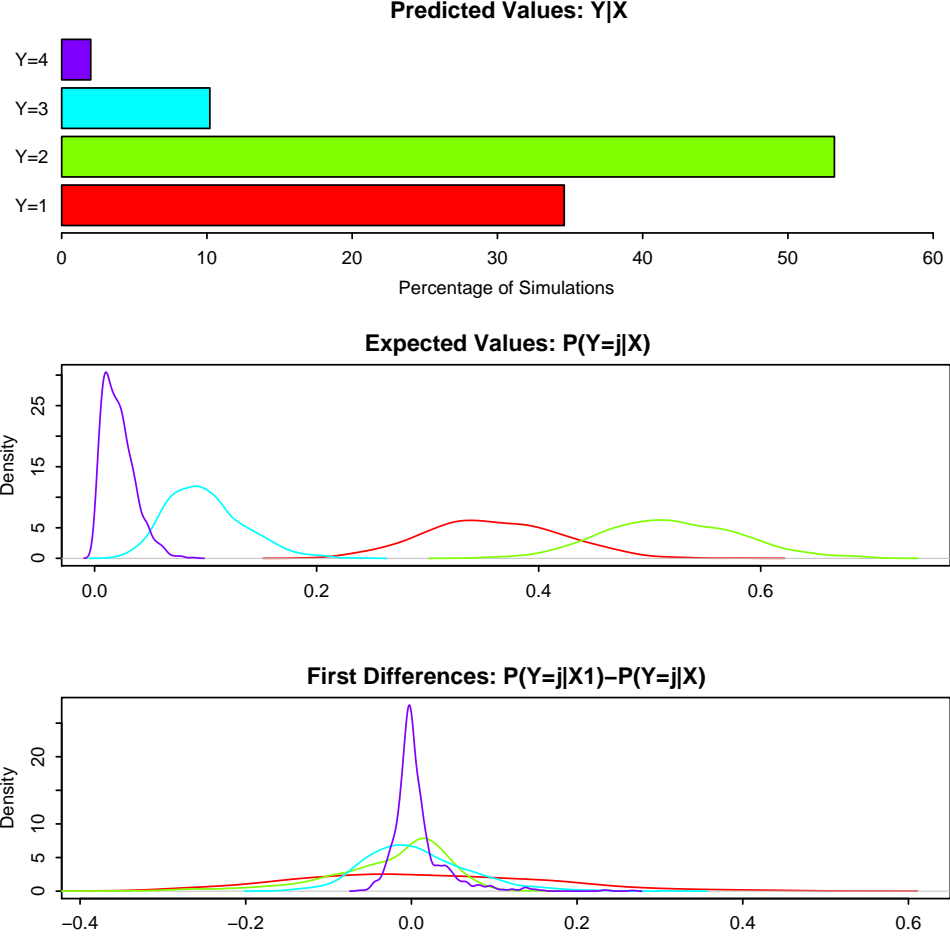 Predicted Values: Y|X
Y=4
Y=3
Y=2
Y=1
0 10 20 30 40 50 60
Percentage of Simulations
Expected Values: P(Y=j|X)
Density
25
15
5
0
0.0 0.2 0.4 0.6
First Differences: P(Y=j|X1)−P(Y=j|X)
Density
20
10
5
0
−0.4 −0.2 0.0 0.2 0.4 0.6